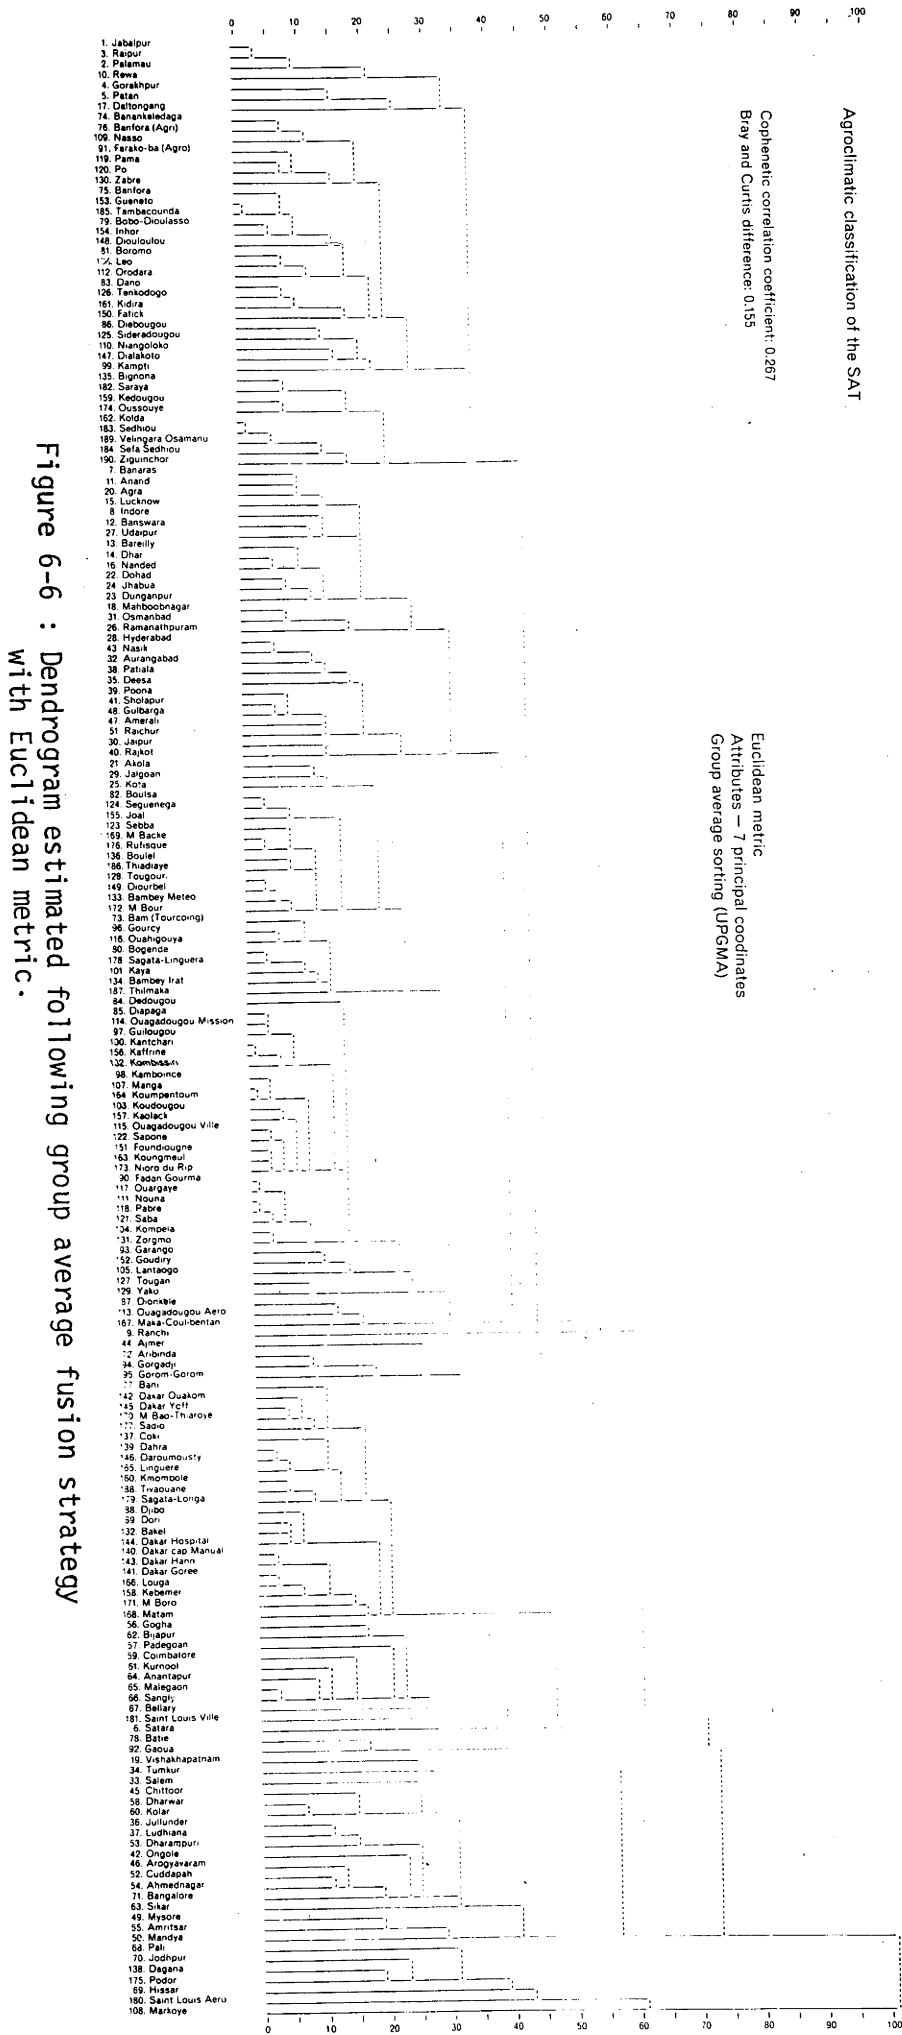 0 10 20 30 40 50 60 70 80 90 100
1. Jabalpur
3. Raipur
2. Palamau
10. Rewa
4. Gorakhpur
5. Patan
17. Daltongang
74. Banankeledaga
76. Banfora (Agri)
109. Nasso
91. Farako-ba (Agro)
119. Pama
120. Po
130. Zabre
75. Banfora
153. Gueneto
185. Tambacounda
79. Bobo-Dioulasso
154. Inhor
148. Diouloulou
81. Boromo
Leo
112. Orodara
83. Dano
126. Tenkodogo
161. Kidira
150. Fatick
86. Diebougou
125. Sideradougou
110. Niangoloko
147. Dialakoto
99. Kampti
135. Bignona
182. Saraya
159. Kedougou
174. Oussouye
162. Kolda
183. Sedhiou
189. Velingara Osamanu
184. Sefa Sedhiou
190. Ziguinchor
7. Banaras
11. Anand
20. Agra
15. Lucknow
8 Indore
12. Banswara
27. Udaipur
13. Bareilly
14. Dhar
16. Nanded
22. Dohad
24 Jhabua
23 Dunganpur
18. Mahboobnagar
31. Osmanbad
26. Ramanathpuram
28. Hyderabad
43 Nasik
32 Aurangabad
38. Patiala
35. Deesa
39. Poona
41. Sholapur
48. Gulbarga
47. Amerali
51 Raichur
30. Jaipur
40. Rajkot
21 Akola
29. Jalgoan
25. Kota
82. Boulsa
124. Seguenega
155. Joal
123 Sebba
169. M Backe
176. Rufisque
136. Boulel
186. Thiadiaye
128. Tougour.
149. Diourbel
133. Bambey Meteo
172. M Bour
73. Bam (Tourcoing)
96. Gourcy
116. Ouahigouya
80. Bogende
178 Sagata-Linguera
101 Kaya
134. Bambey Irat
187. Thilmaka
84. Dedougou
85. Diapaga
114. Ouagadougou Mission
97. Guilougou
100. Kantchari
156. Kaffrine
132. Kombissiri
98. Kamboince
107. Manga
164 Koumpentoum
103. Koudougou
157. Kaolack
115. Ouagadougou Ville
122. Sapone
151 Foundiougne
163. Koungmeul
173. Nioro du Rip
90. Fadan Gourma
117. Ouargaye
111. Nouna
118. Pabre
121. Saba
104. Kompela
131. Zorgmo
93. Garango
152. Goudiry
105. Lantaogo
127 Tougan
129. Yako
87. Dionkele
113. Ouagadougou Aero
167. Maka-Coulibentan
9. Ranchi
44 Ajmer
72 Aribinda
94. Gorgadji
95 Gorom-Gorom
77 Bani
142 Dakar Ouakom
145 Dakar Yoff
170 M Bao-Thiaroye
177. Sadio
137. Coki
139 Dahra
146. Daroumousty
165. Linguere
160. Kmombole
188. Tivaouane
179. Sagata-Longa
88. Djibo
89 Dori
132. Bakel
144. Dakar Hospital
140. Dakar cap Manual
143. Dakar Hann
141. Dakar Goree
166. Louga
158. Kebemer
171. M Boro
168. Matam
56. Gogha
62. Bijapur
57. Padegoan
59. Coimbatore
61. Kurnool
64. Anantapur
65. Malegaon
66. Sangly
67. Bellary
181. Saint Louis Ville
6. Satara
78. Batie
92. Gaoua
19. Vishakhapatnam
34. Tumkur
33. Salem
45 Chittoor
58. Dharwar
60. Kolar
36. Jullunder
37. Ludhiana
53. Dharampuri
42. Ongole
46. Arogyavaram
52. Cuddapah
54. Ahmednagar
71. Bangalore
63. Sikar
49. Mysore
55. Amritsar
50. Mandya
68. Pali
70. Jodhpur
138. Dagana
175. Podor
69. Hissar
180. Saint Louis Aero
108. Markoye
0 10 20 30 40 50 60 70 80 90 100
Agroclimatic classification of the SAT
Cophenetic correlation coefficient: 0.267
Bray and Curtis difference: 0.155
Euclidean metric
Attributes — 7 principal coodinates
Group average sorting (UPGMA)
Figure 6-6 : Dendrogram estimated following group average fusion strategy
with Euclidean metric.